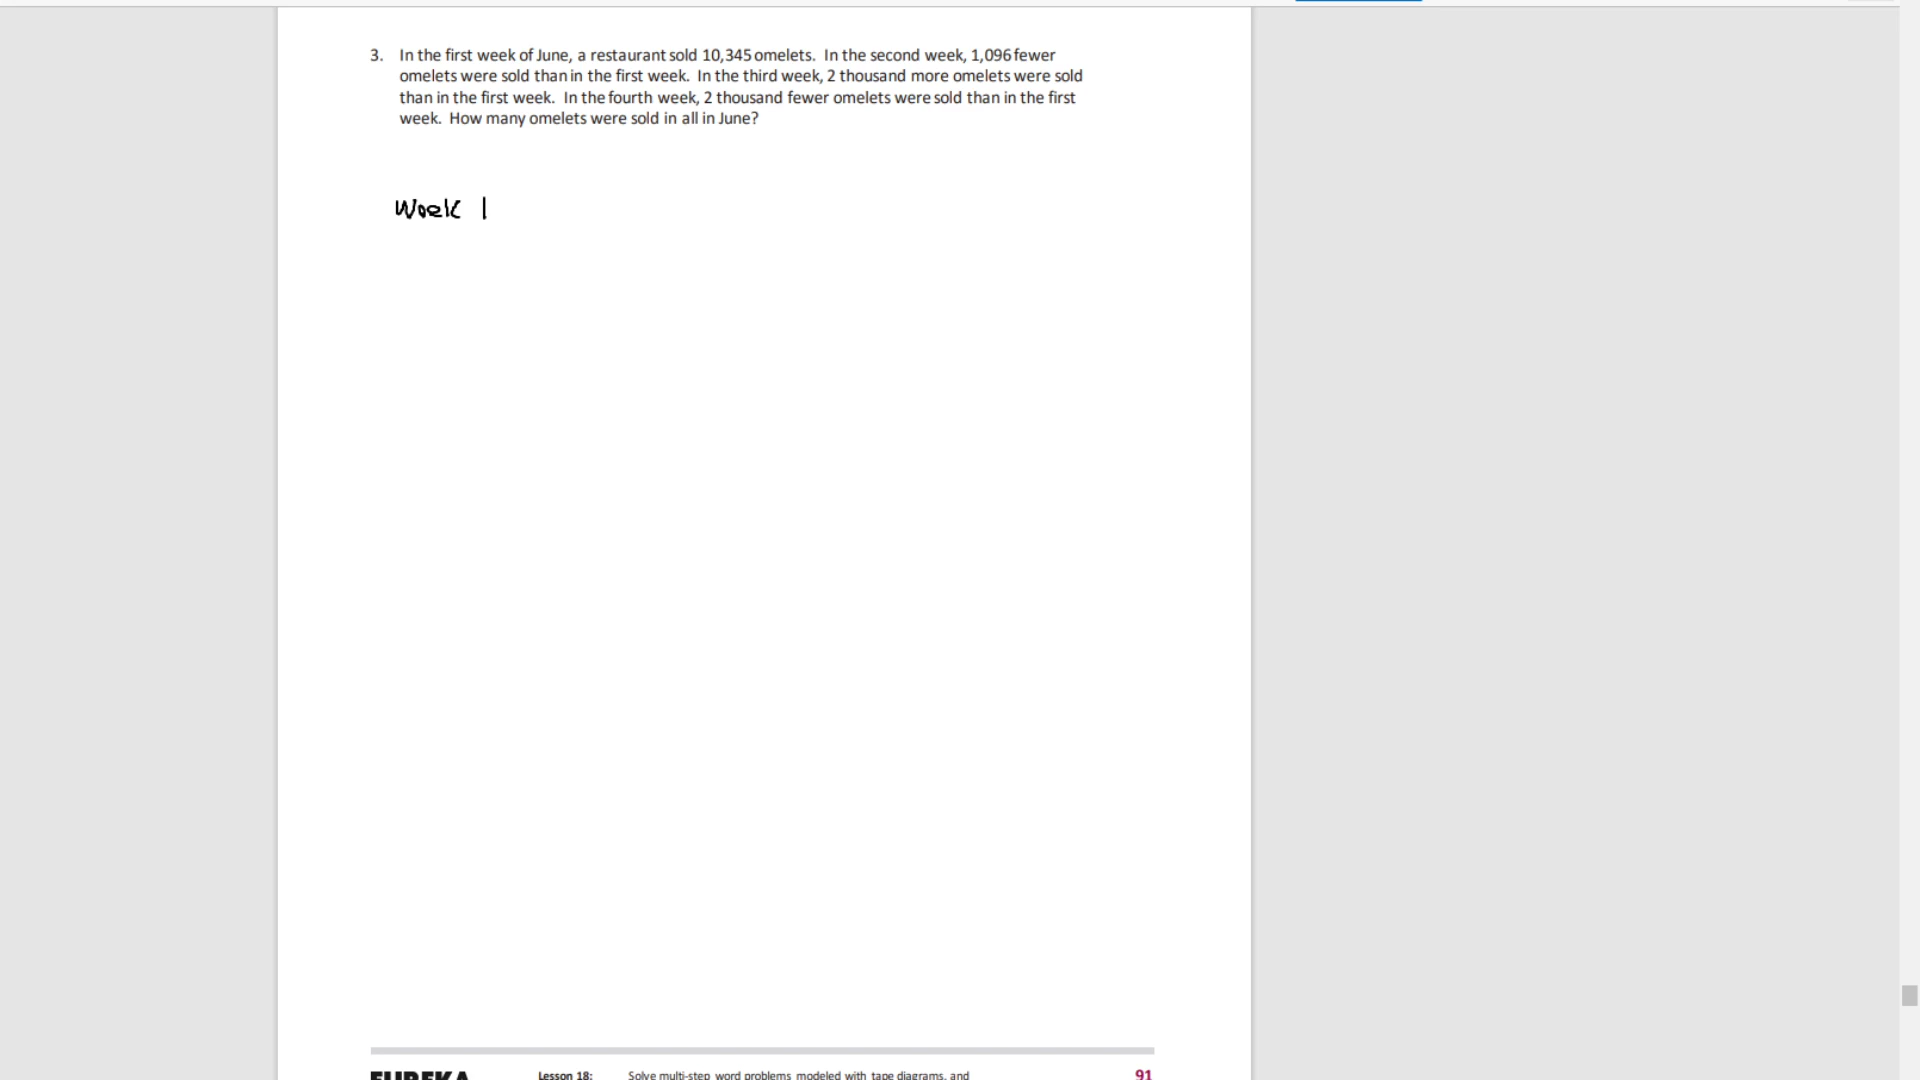 3. In the first week of June, a restaurant sold 10,345 omelets. In the second week, 1,096 fewer
omelets were sold than in the first week. In the third week, 2 thousand more omelets were sold
than in the first week. In the fourth week, 2 thousand fewer omelets were sold than in the first
week. How many omelets were sold in all in June?
Week 1
EUREKA Lesson 18: Solve multi-step word problems modeled with tape diagrams, and 91